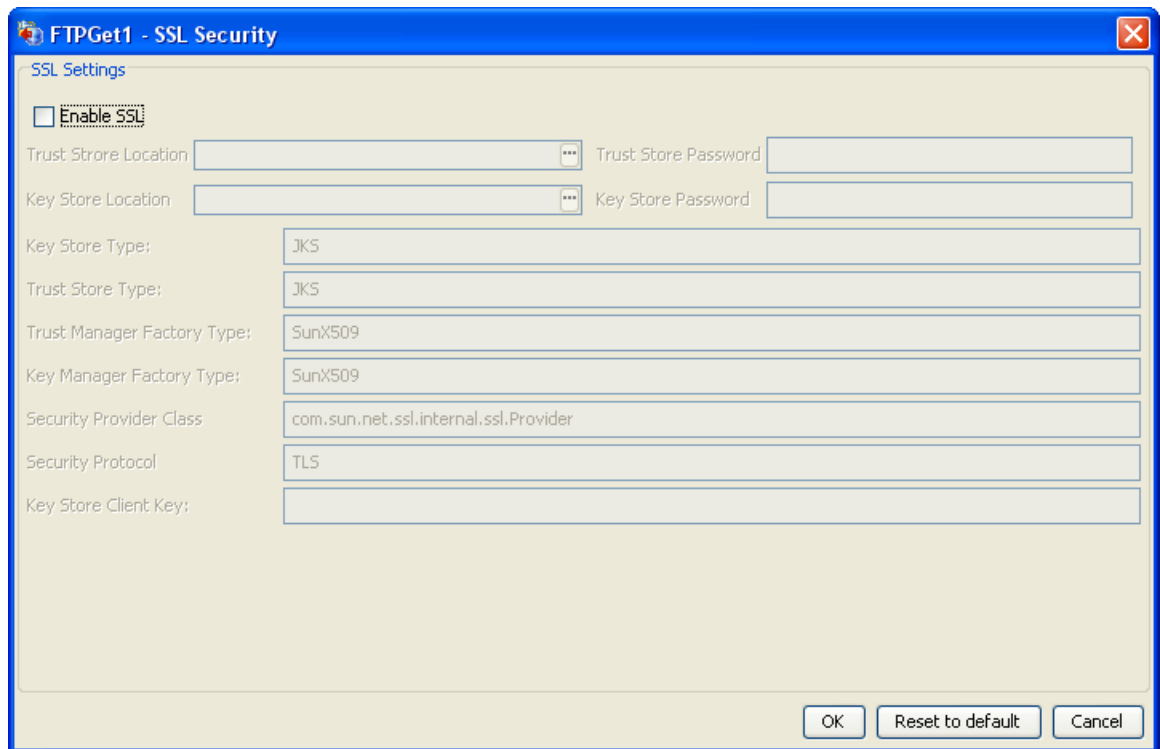 FTPGet1 - SSL Security
SSL Settings
Enable SSL
Trust Strore Location ... Trust Store Password
Key Store Location ... Key Store Password
Key Store Type: JKS
Trust Store Type: JKS
Trust Manager Factory Type: SunX509
Key Manager Factory Type: SunX509
Security Provider Class com.sun.net.ssl.internal.ssl.Provider
Security Protocol TLS
Key Store Client Key:
OK Reset to default Cancel